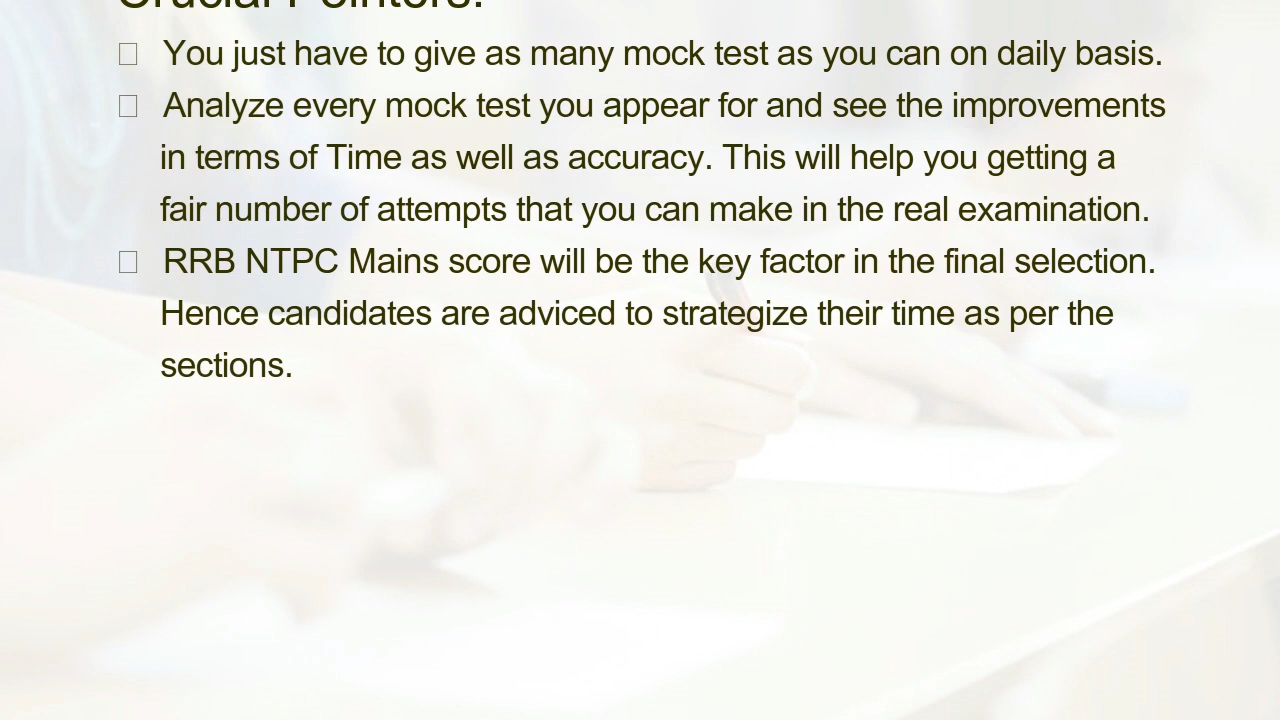 Crucial Pointers:
You just have to give as many mock test as you can on daily basis.
Analyze every mock test you appear for and see the improvements
in terms of Time as well as accuracy. This will help you getting a
fair number of attempts that you can make in the real examination.
RRB NTPC Mains score will be the key factor in the final selection.
Hence candidates are adviced to strategize their time as per the
sections.